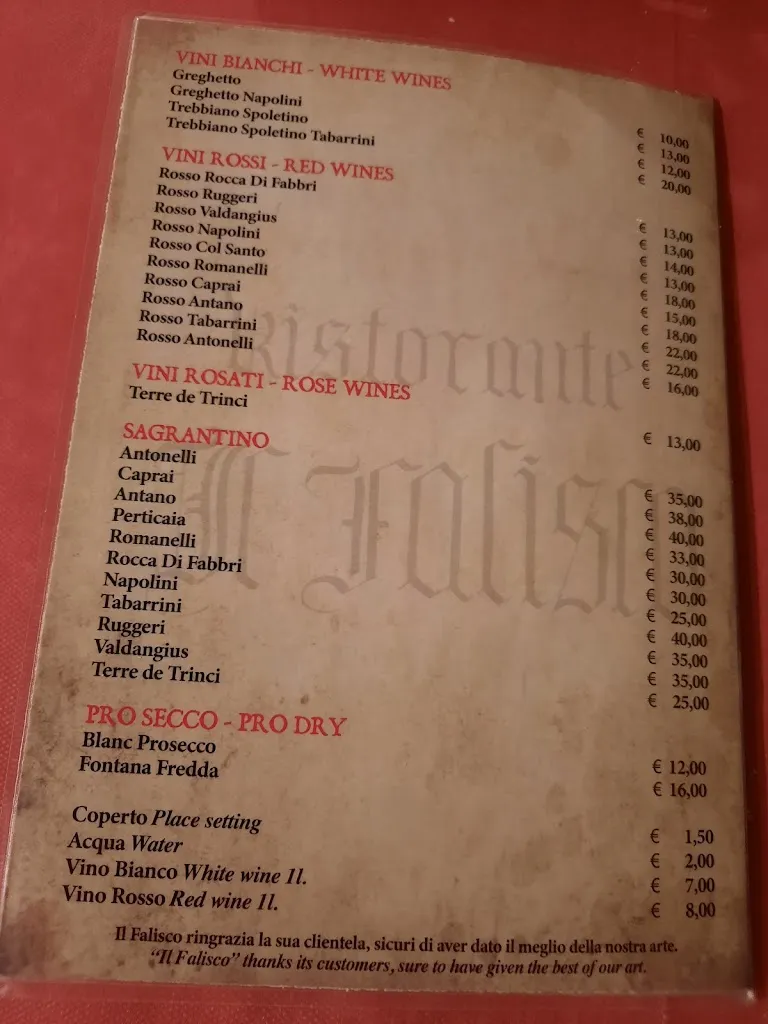 VINI BIANCHI - WHITE WINES
Greghetto € 10,00
Greghetto Napolini € 13,00
Trebbiano Spoletino € 12,00
Trebbiano Spoletino Tabarrini € 20,00
VINI ROSSI - RED WINES
Rosso Rocca Di Fabbri € 13,00
Rosso Ruggeri € 13,00
Rosso Valdangius € 14,00
Rosso Napolini € 13,00
Rosso Col Santo € 18,00
Rosso Romanelli € 15,00
Rosso Caprai € 18,00
Rosso Antano € 22,00
Rosso Tabarrini € 22,00
Rosso Antonelli € 16,00
VINI ROSATI - ROSE WINES
Terre de Trinci € 13,00
SAGRANTINO
Antonelli € 35,00
Caprai € 38,00
Antano € 40,00
Perticaia € 33,00
Romanelli € 30,00
Rocca Di Fabbri € 30,00
Napolini € 25,00
Tabarrini € 40,00
Ruggeri € 35,00
Valdangius € 35,00
Terre de Trinci € 25,00
PRO SECCO - PRO DRY
Blanc Prosecco € 12,00
Fontana Fredda € 16,00
Coperto Place setting € 1,50
Acqua Water € 2,00
Vino Bianco White wine 1l. € 7,00
Vino Rosso Red wine 1l. € 8,00
Il Falisco ringrazia la sua clientela, sicuri di aver dato il meglio della nostra arte.
"Il Falisco" thanks its customers, sure to have given the best of our art.
Ristorante
Il Falisco